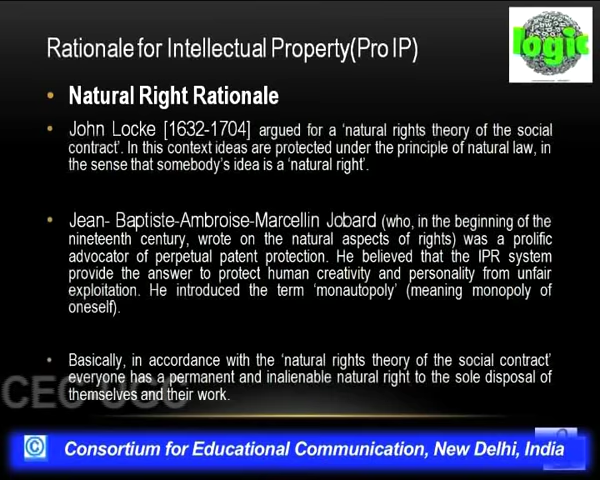 Rationale for Intellectual Property(Pro IP)
logic
• Natural Right Rationale
• John Locke [1632-1704] argued for a 'natural rights theory of the social
contract'. In this context ideas are protected under the principle of natural law, in
the sense that somebody's idea is a 'natural right'.
• Jean- Baptiste-Ambroise-Marcellin Jobard (who, in the beginning of the
nineteenth century, wrote on the natural aspects of rights) was a prolific
advocator of perpetual patent protection. He believed that the IPR system
provide the answer to protect human creativity and personality from unfair
exploitation. He introduced the term 'monautopoly' (meaning monopoly of
oneself).
• Basically, in accordance with the 'natural rights theory of the social contract'
everyone has a permanent and inalienable natural right to the sole disposal of
themselves and their work.
CEC UGC
© Consortium for Educational Communication, New Delhi, India